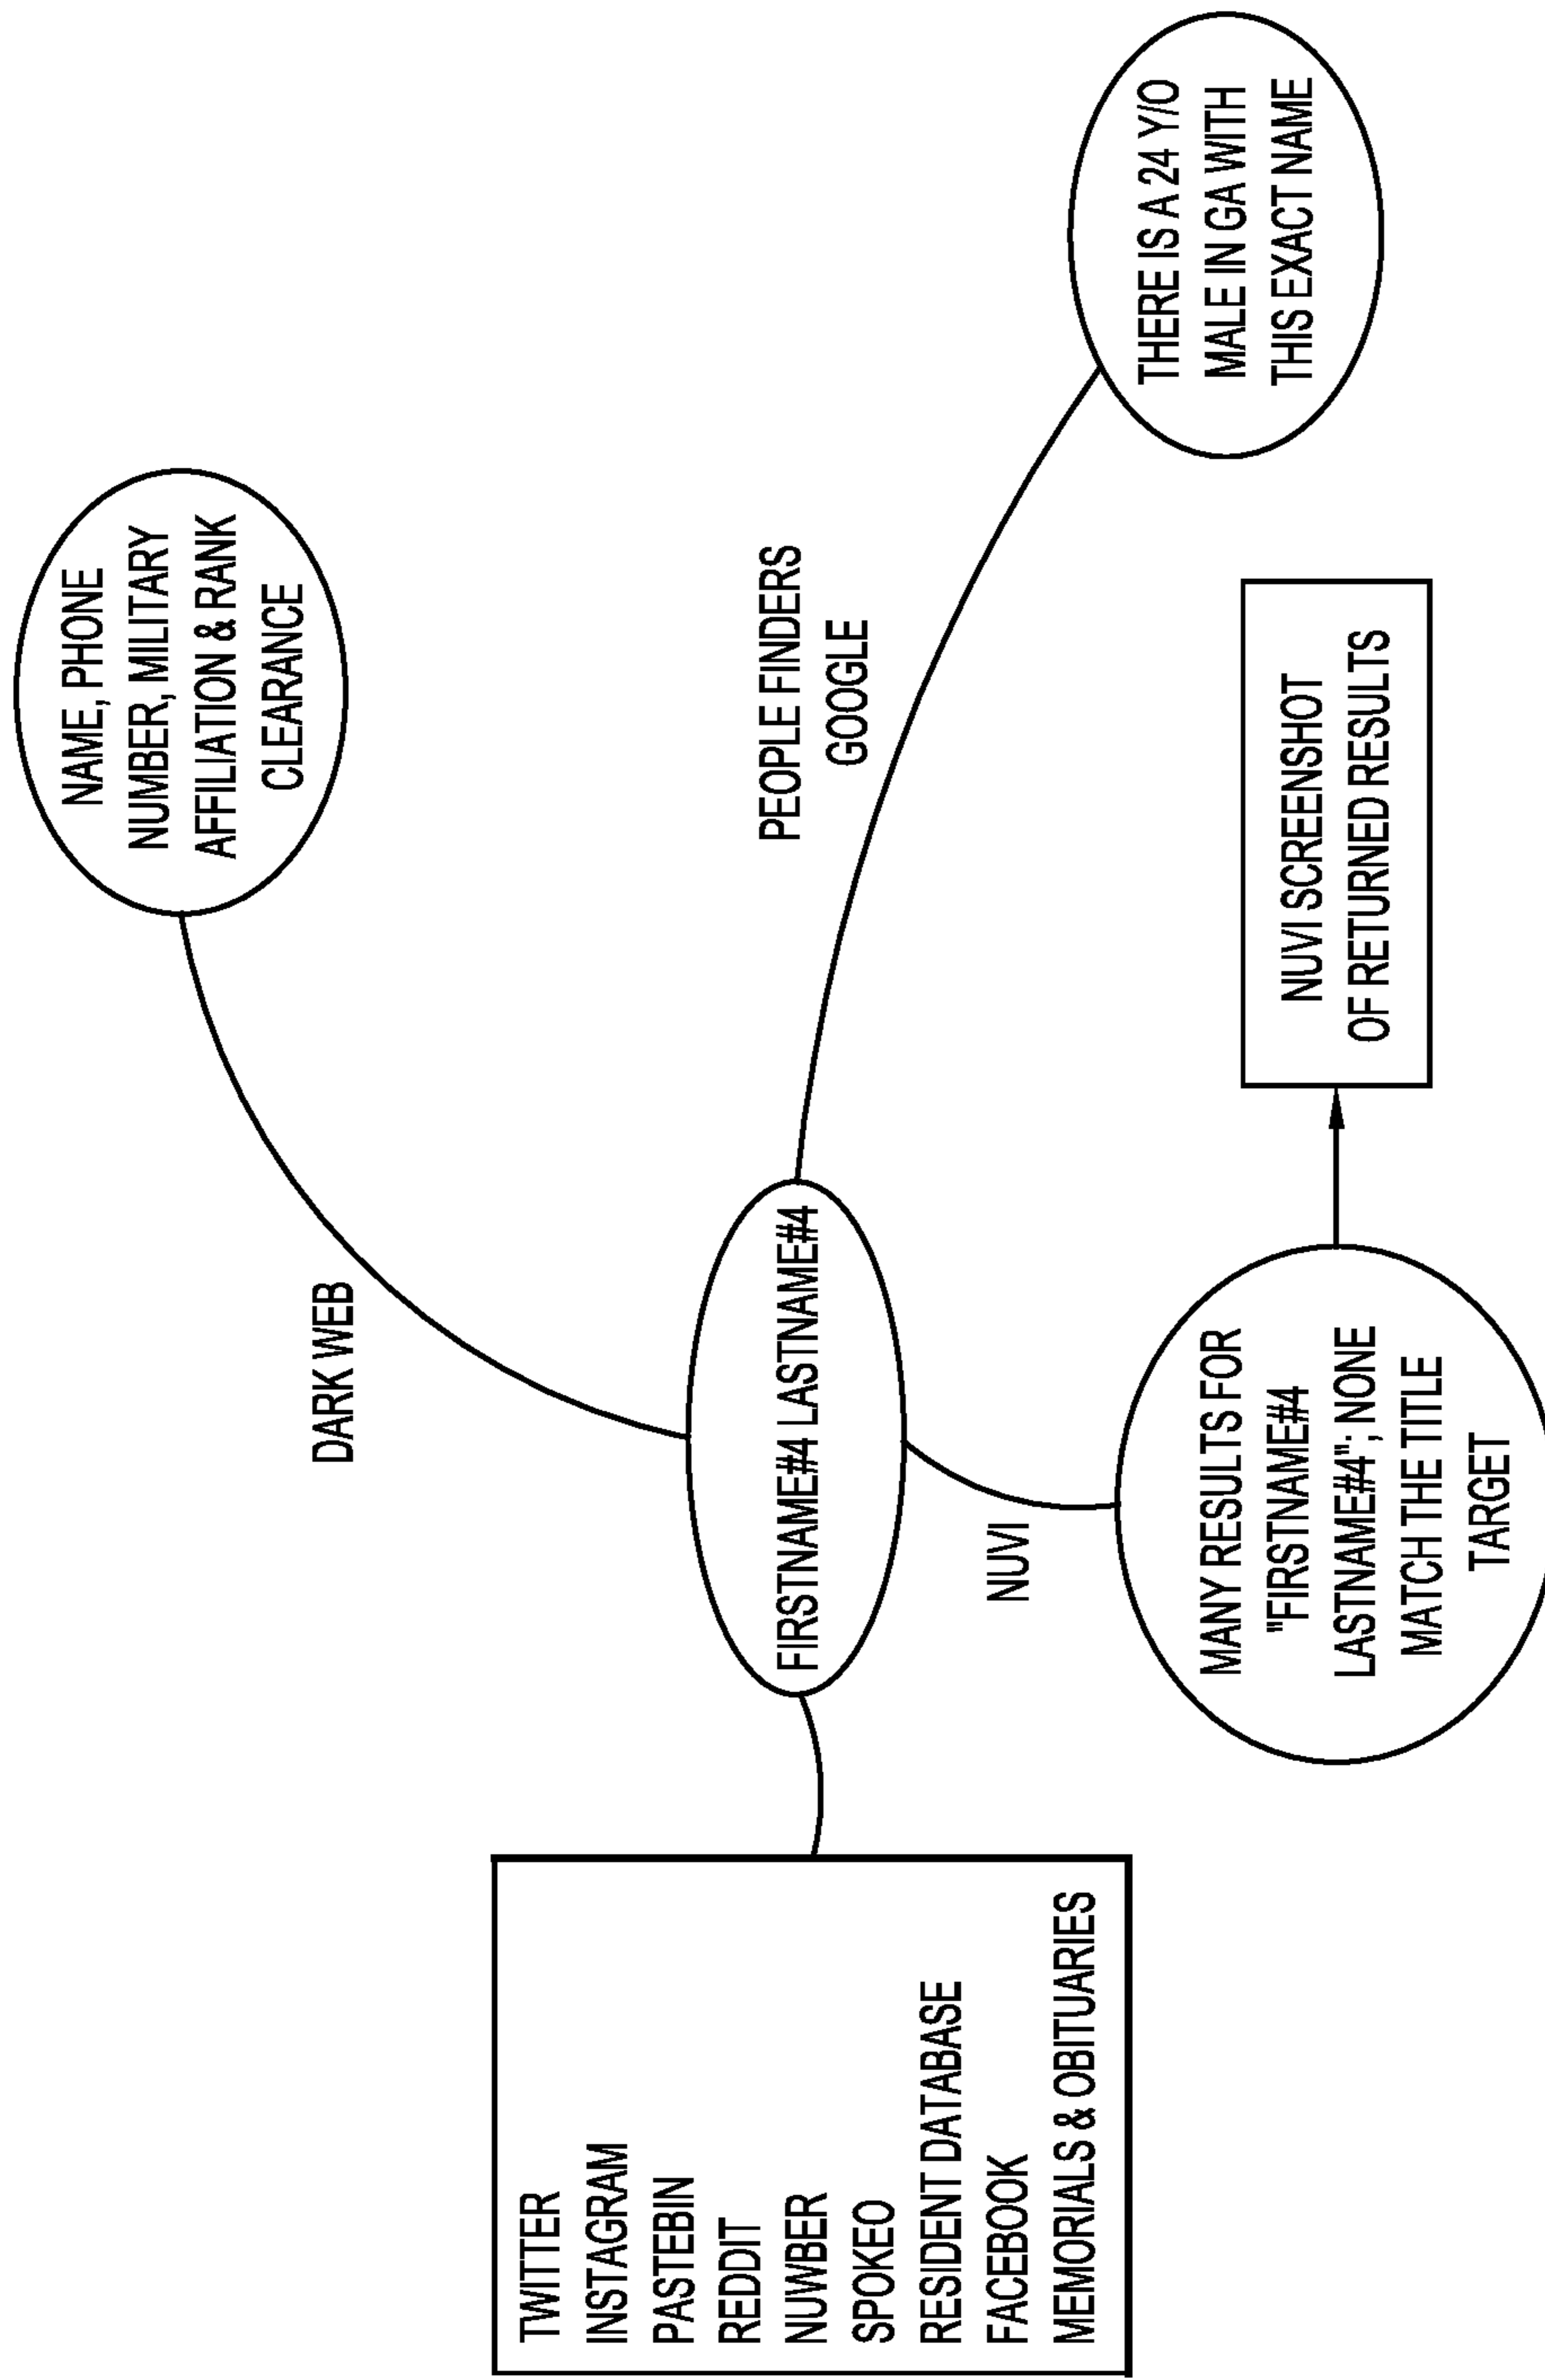 NAME, PHONE
NUMBER, MILITARY
AFFILIATION & RANK
CLEARANCE
DARK WEB
TWITTER
INSTAGRAM
PASTEBIN
REDDIT
NUWBER
SPOKEO
RESIDENT DATABASE
FACEBOOK
MEMORIALS & OBITUARIES
FIRSTNAME#4 LASTNAME#4
PEOPLE FINDERS
GOOGLE
NUVI
THERE IS A 24 Y/O
MALE IN GA WITH
THIS EXACT NAME
MANY RESULTS FOR
"FIRSTNAME#4
LASTNAME#4"; NONE
MATCH THE TITLE
TARGET
NUVI SCREENSHOT
OF RETURNED RESULTS